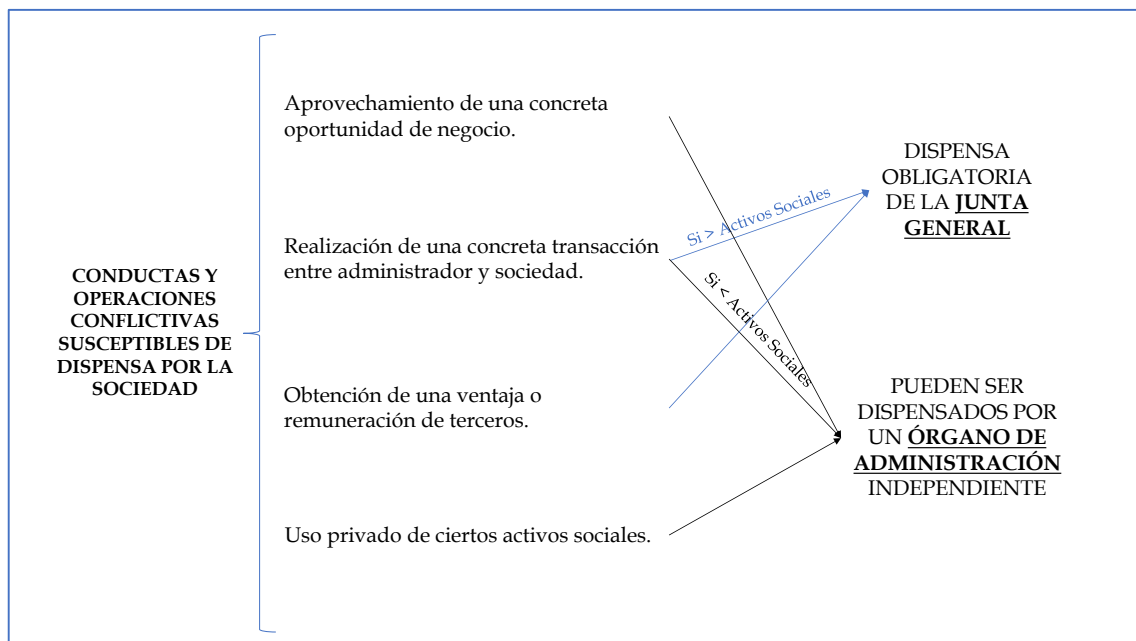 CONDUCTAS Y
OPERACIONES
CONFLICTIVAS
SUSCEPTIBLES DE
DISPENSA POR LA
SOCIEDAD
Aprovechamiento de una concreta
oportunidad de negocio.
Realización de una concreta transacción
entre administrador y sociedad.
Obtención de una ventaja o
remuneración de terceros.
Uso privado de ciertos activos sociales.
Si > Activos Sociales
Si < Activos Sociales
DISPENSA
OBLIGATORIA
DE LA JUNTA
GENERAL
PUEDEN SER
DISPENSADOS POR
UN ÓRGANO DE
ADMINISTRACIÓN
INDEPENDIENTE